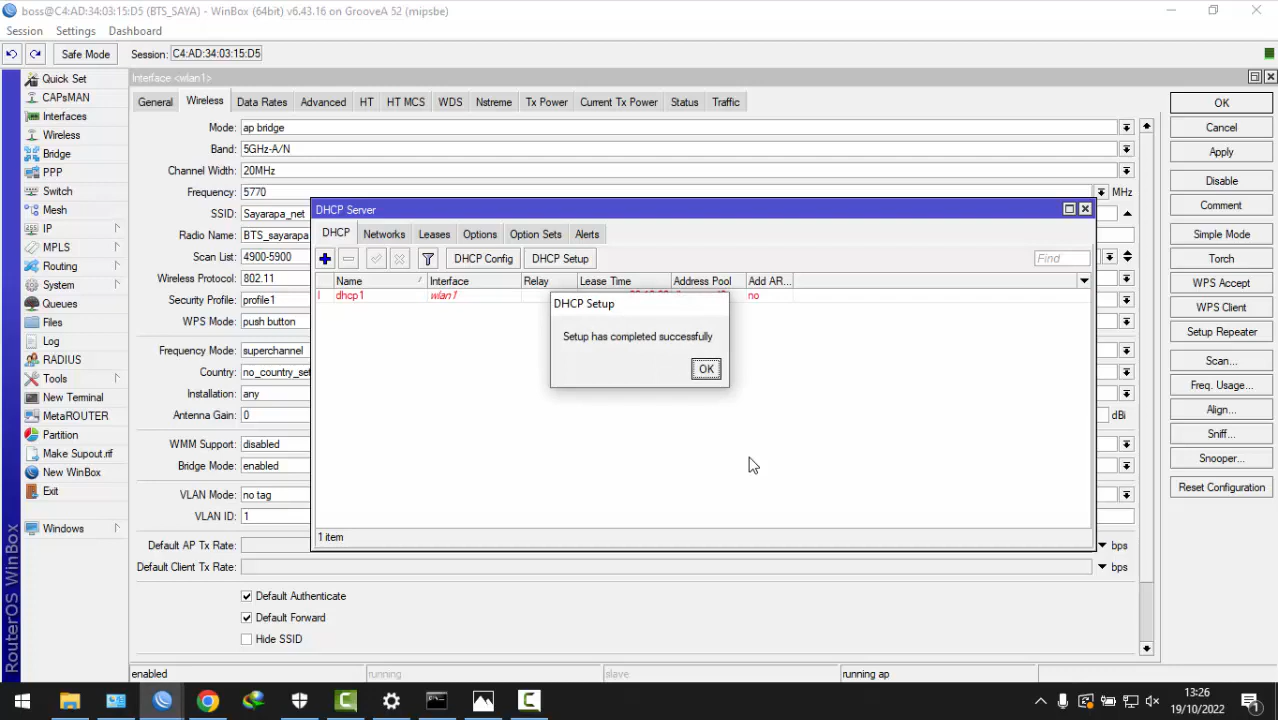 boss@C4:AD:34:03:15:D5 (BTS_SAYA) - WinBox (64bit) v6.43.16 on GrooveA 52 (mipsbe)
Session Settings Dashboard
Safe Mode Session: C4:AD:34:03:15:D5
Quick Set
CAPsMAN
Interfaces
Wireless
Bridge
PPP
Switch
Mesh
IP
MPLS
Routing
System
Queues
Files
Log
RADIUS
Tools
New Terminal
MetaROUTER
Partition
Make Supout.rif
New WinBox
Exit
Windows
RouterOS WinBox
Interface <wlan1>
General Wireless Data Rates Advanced HT HT MCS WDS Nstreme Tx Power Current Tx Power Status Traffic
Mode: ap bridge
Band: 5GHz-A/N
Channel Width: 20MHz
Frequency: 5770 MHz
SSID: Sayarapa_net
Radio Name: BTS_sayarapa
Scan List: 4900-5900
Wireless Protocol: 802.11
Security Profile: profile1
WPS Mode: push button
Frequency Mode: superchannel
Country: no_country_set
Installation: any
Antenna Gain: 0 dBi
WMM Support: disabled
Bridge Mode: enabled
VLAN Mode: no tag
VLAN ID: 1
Default AP Tx Rate: bps
Default Client Tx Rate: bps
Default Authenticate
Default Forward
Hide SSID
enabled running slave running ap
DHCP Server
DHCP Networks Leases Options Option Sets Alerts
DHCP Config DHCP Setup Find
Name Interface Relay Lease Time Address Pool Add AR...
I dhcp1 wlan1 no
1 item
DHCP Setup
Setup has completed successfully
OK
OK
Cancel
Apply
Disable
Comment
Simple Mode
Torch
WPS Accept
WPS Client
Setup Repeater
Scan...
Freq. Usage...
Align...
Sniff...
Snooper...
Reset Configuration
13:26
19/10/2022
1